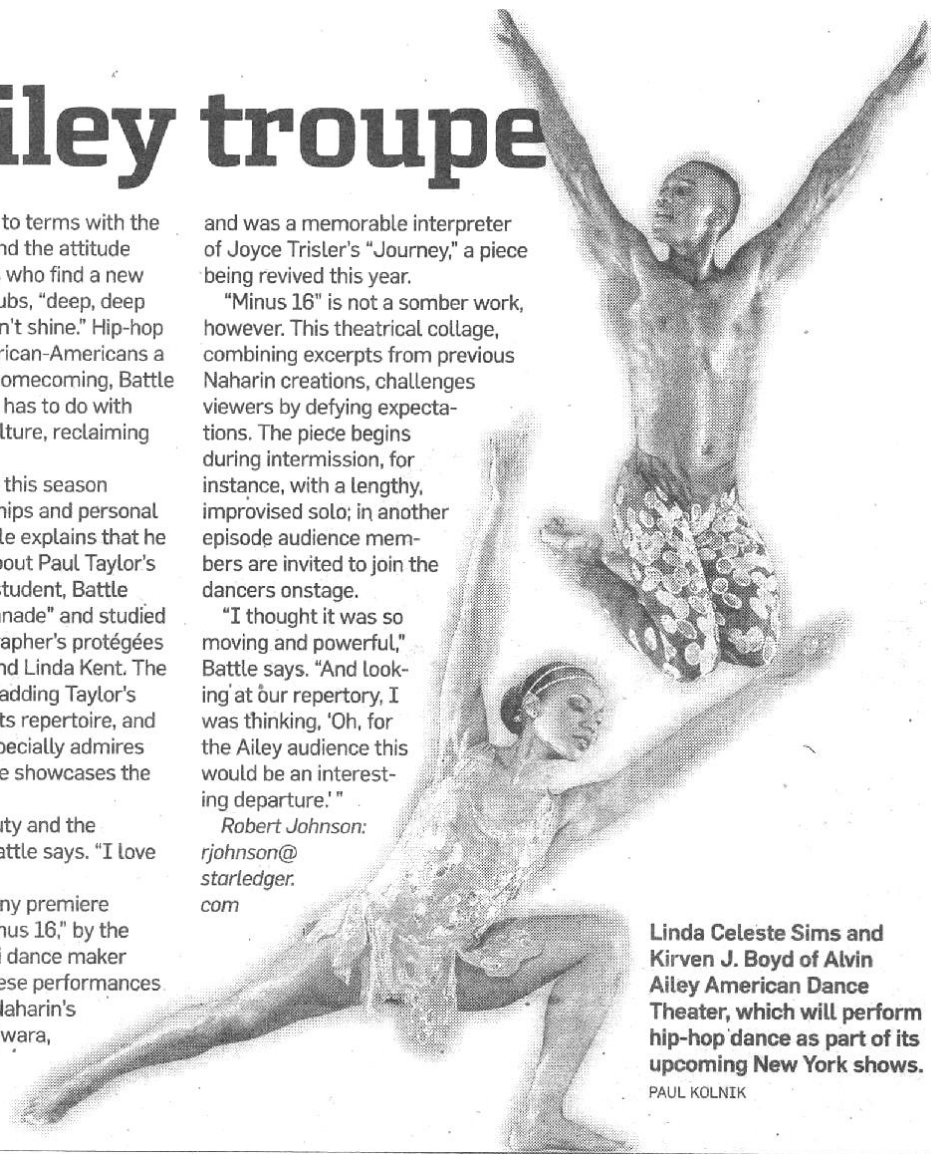 iley troupe
to terms with the
nd the attitude
who find a new
ubs, "deep, deep
n't shine." Hip-hop
rican-Americans a
omecoming, Battle
has to do with
lture, reclaiming
this season
hips and personal
le explains that he
bout Paul Taylor's
student, Battle
anade" and studied
rapher's protégées
nd Linda Kent. The
adding Taylor's
ts repertoire, and
pecially admires
e showcases the
uty and the
attle says. "I love
ny premiere
nus 16," by the
i dance maker
ese performances
Naharin's
wara,
and was a memorable interpreter
of Joyce Trisler's "Journey," a piece
being revived this year.
"Minus 16" is not a somber work,
however. This theatrical collage,
combining excerpts from previous
Naharin creations, challenges
viewers by defying expecta-
tions. The piece begins
during intermission, for
instance, with a lengthy,
improvised solo; in another
episode audience mem-
bers are invited to join the
dancers onstage.
"I thought it was so
moving and powerful,"
Battle says. "And look-
ing at our repertory, I
was thinking, 'Oh, for
the Ailey audience this
would be an interest-
ing departure.' "
Robert Johnson:
rjohnson@
starledger.
com
Linda Celeste Sims and
Kirven J. Boyd of Alvin
Ailey American Dance
Theater, which will perform
hip-hop dance as part of its
upcoming New York shows.
PAUL KOLNIK